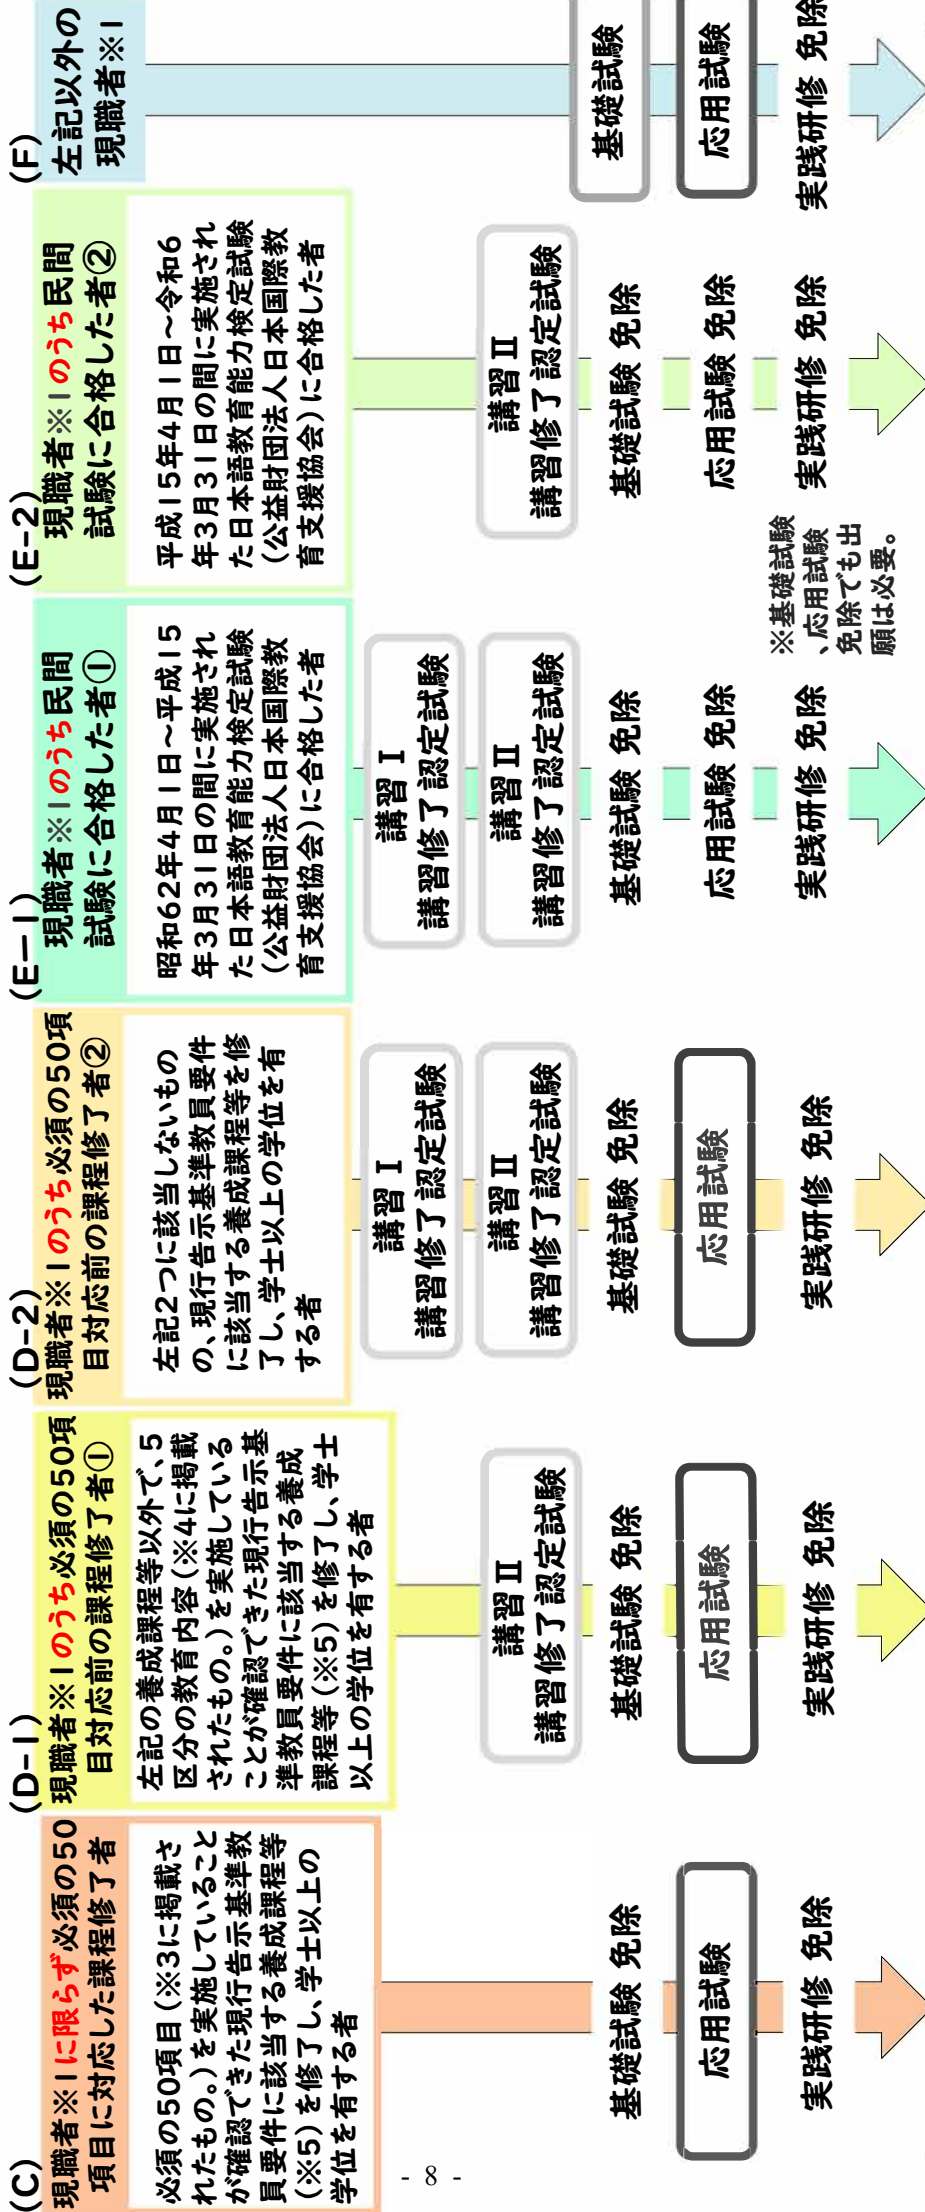 (C)
現職者※1に限らず必須の50
項目に対応した課程修了者
必須の50項目(※3に掲載さ
れたもの。)を実施していること
が確認できた現行告示基準教
員要件に該当する養成課程等
(※5)を修了し、学士以上の
学位を有する者
基礎試験 免除
応用試験
実践研修 免除
(D-1)
現職者※1のうち必須の50項
目対応前の課程修了者①
左記の養成課程等以外で、5
区分の教育内容(※4に掲載
されたもの。)を実施している
ことが確認できた現行告示基
準教員要件に該当する養成
課程等(※5)を修了し、学士
以上の学位を有する者
講習Ⅱ
講習修了認定試験
基礎試験 免除
応用試験
実践研修 免除
(D-2)
現職者※1のうち必須の50項
目対応前の課程修了者②
左記2つに該当しないもの
の、現行告示基準教員要件
に該当する養成課程等を修
了し、学士以上の学位を有
する者
講習Ⅰ
講習修了認定試験
講習Ⅱ
講習修了認定試験
基礎試験 免除
応用試験
実践研修 免除
(E-1)
現職者※1のうち民間
試験に合格した者①
昭和62年4月1日~平成15
年3月31日の間に実施され
た日本語教育能力検定試験
(公益財団法人日本国際教
育支援協会)に合格した者
講習Ⅰ
講習修了認定試験
講習Ⅱ
講習修了認定試験
基礎試験 免除
応用試験 免除
実践研修 免除
(E-2)
現職者※1のうち民間
試験に合格した者②
平成15年4月1日~令和6
年3月31日の間に実施され
た日本語教育能力検定試験
(公益財団法人日本国際教
育支援協会)に合格した者
講習Ⅱ
講習修了認定試験
基礎試験 免除
応用試験 免除
実践研修 免除
※基礎試験
、応用試験
免除でも出
願は必要。
(F)
左記以外の
現職者※1
基礎試験
応用試験
実践研修 免除
- 8 -